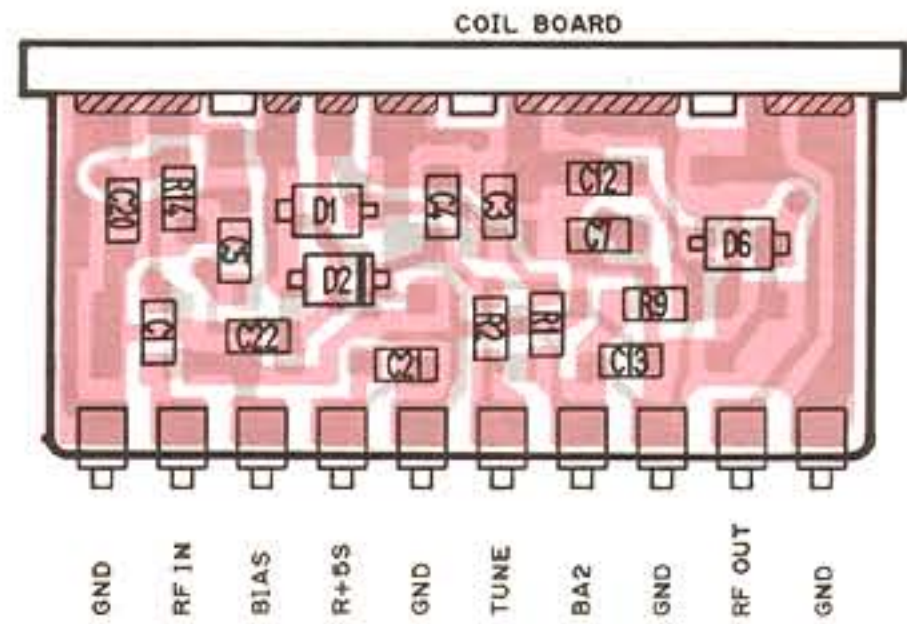 COIL BOARD
C12
R14
C20
D1
C4
C3
C7
D6
C5
D2
R9
C1
C22
R2
R1
C21
C13
GND
RF IN
BIAS
R+5S
GND
TUNE
BA2
GND
RF OUT
GND